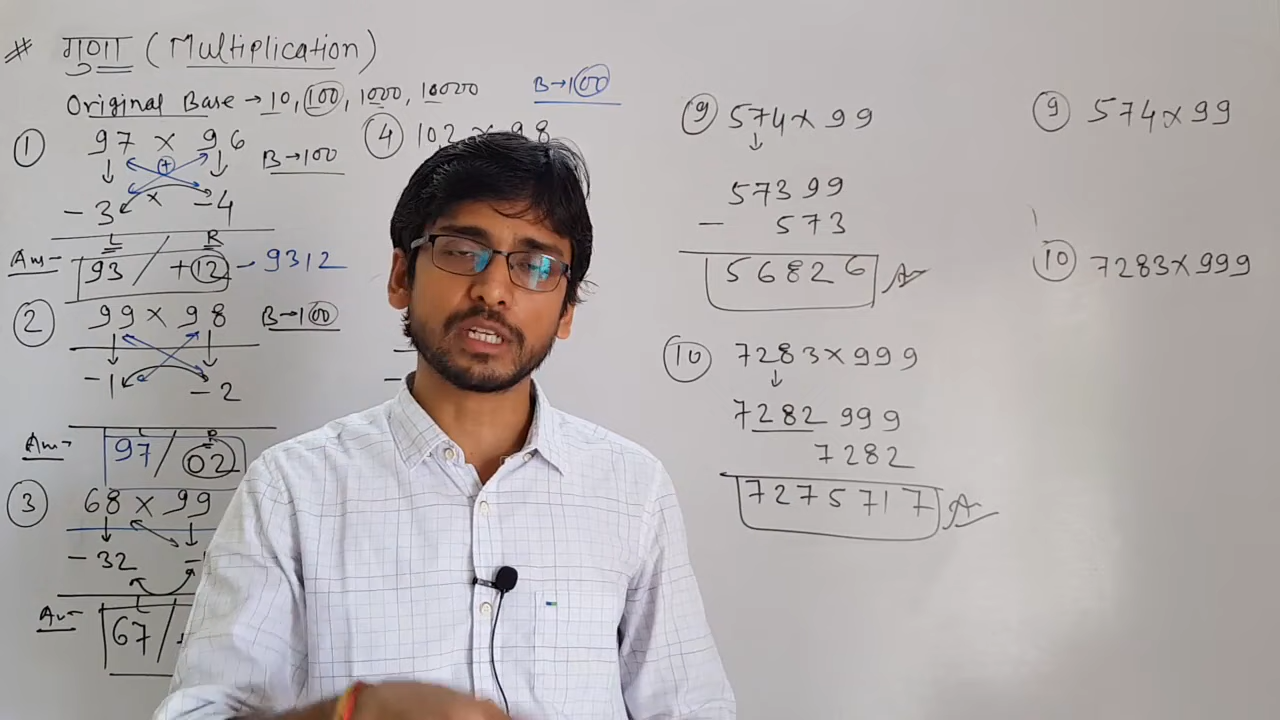 # गुणा (Multiplication)
Original Base → 10, 100, 1000, 10000
B→100
① 97 × 96
B→100
+
×
-3 -4
L R
Ans- 93 / +12 - 9312
② 99 × 98
B→100
-1 -2
L R
Ans- 97 / 02
③ 68 × 99
-32
L
Ans- 67 /
④ 102 × 98
⑨ 574 × 99
57399
- 573
56826 A
⑩ 7283 × 999
7282 999
7282
7275717 A
⑨ 574 × 99
⑩ 7283 × 999